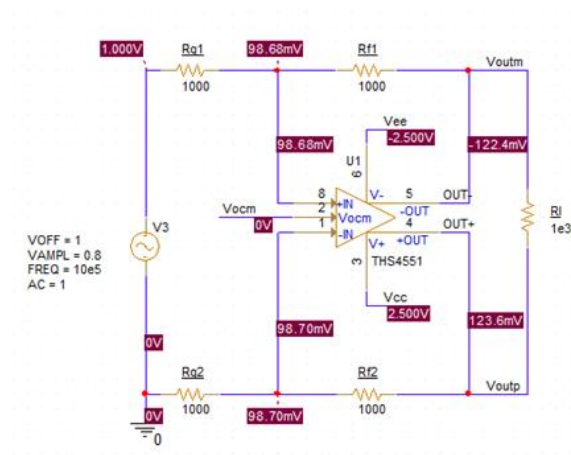 1.000V
Rg1
1000
98.68mV
Rf1
1000
Voutm
98.68mV
Vee
-2.500V
-122.4mV
U1
6
V-
8
+IN
5
OUT-
-OUT
Vocm
2
Vocm
0V
1
-IN
4
OUT+
+OUT
V+
THS4551
3
Vcc
2.500V
Rl
1e3
V3
VOFF = 1
VAMPL = 0.8
FREQ = 10e5
AC = 1
98.70mV
123.6mV
0V
Rg2
1000
Rf2
1000
Voutp
0V
98.70mV
0